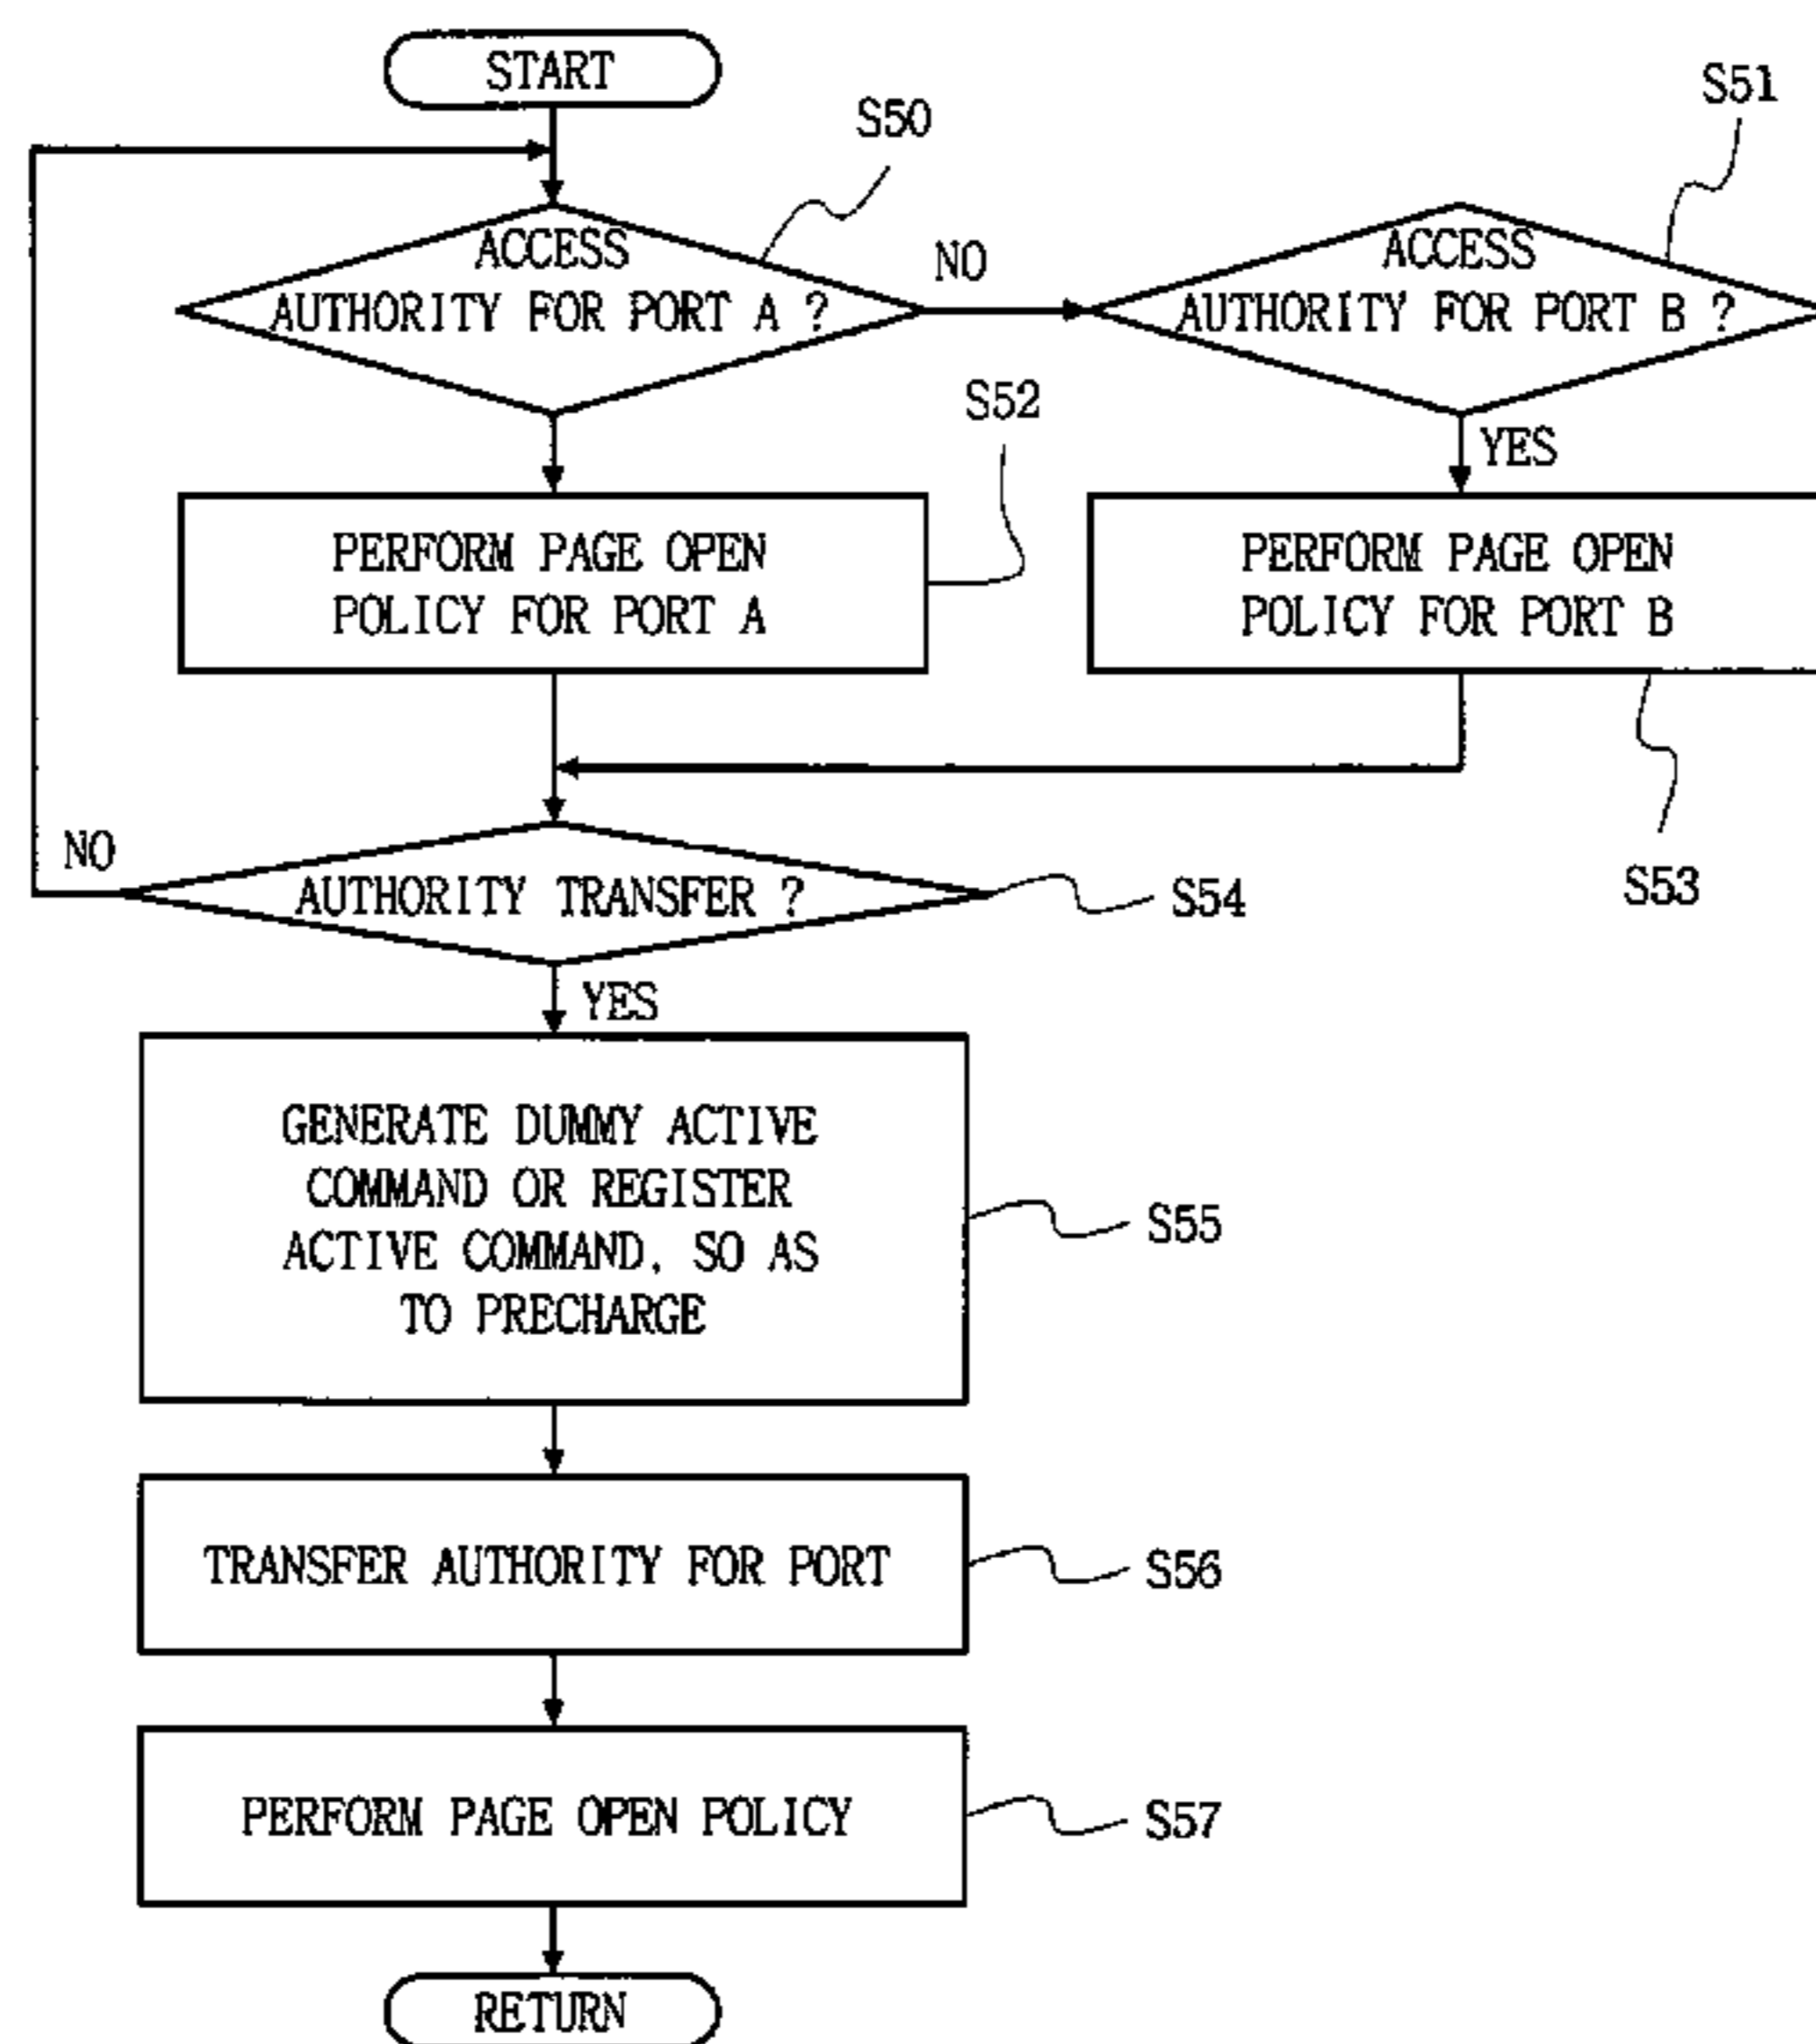 START
S50
S51
ACCESS
AUTHORITY FOR PORT A ?
NO
ACCESS
AUTHORITY FOR PORT B ?
S52
YES
PERFORM PAGE OPEN
POLICY FOR PORT A
PERFORM PAGE OPEN
POLICY FOR PORT B
S53
NO
AUTHORITY TRANSFER ?
S54
YES
GENERATE DUMMY ACTIVE
COMMAND OR REGISTER
ACTIVE COMMAND, SO AS
TO PRECHARGE
S55
TRANSFER AUTHORITY FOR PORT
S56
PERFORM PAGE OPEN POLICY
S57
RETURN